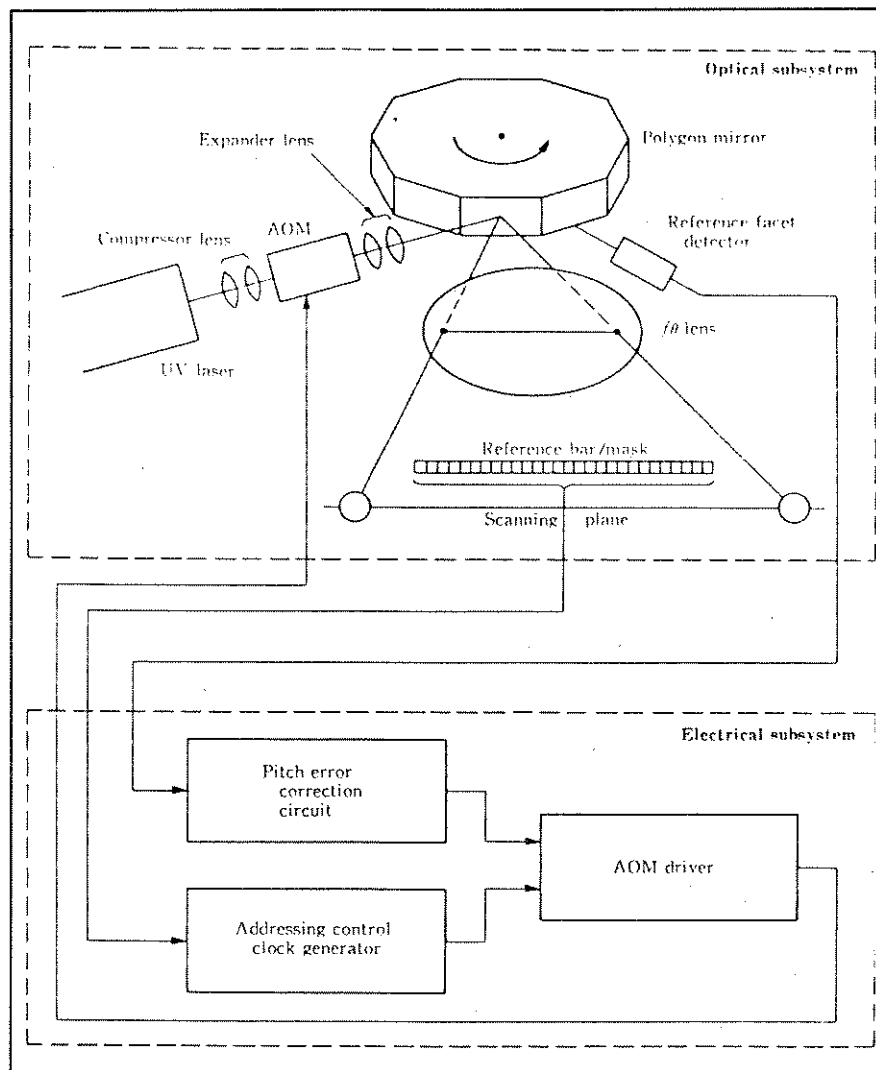 Optical subsystem
Expander lens
Polygon mirror
Compressor lens
AOM
Reference facet
detector
UV laser
fθ lens
Reference bar/mask
Scanning plane
Electrical subsystem
Pitch error
correction
circuit
AOM driver
Addressing control
clock generator